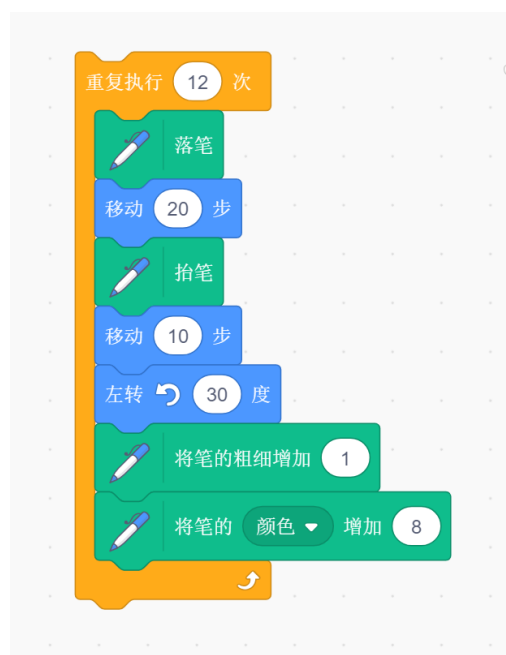 重复执行 12 次
落笔
移动 20 步
抬笔
移动 10 步
左转 30 度
将笔的粗细增加 1
将笔的 颜色 增加 8